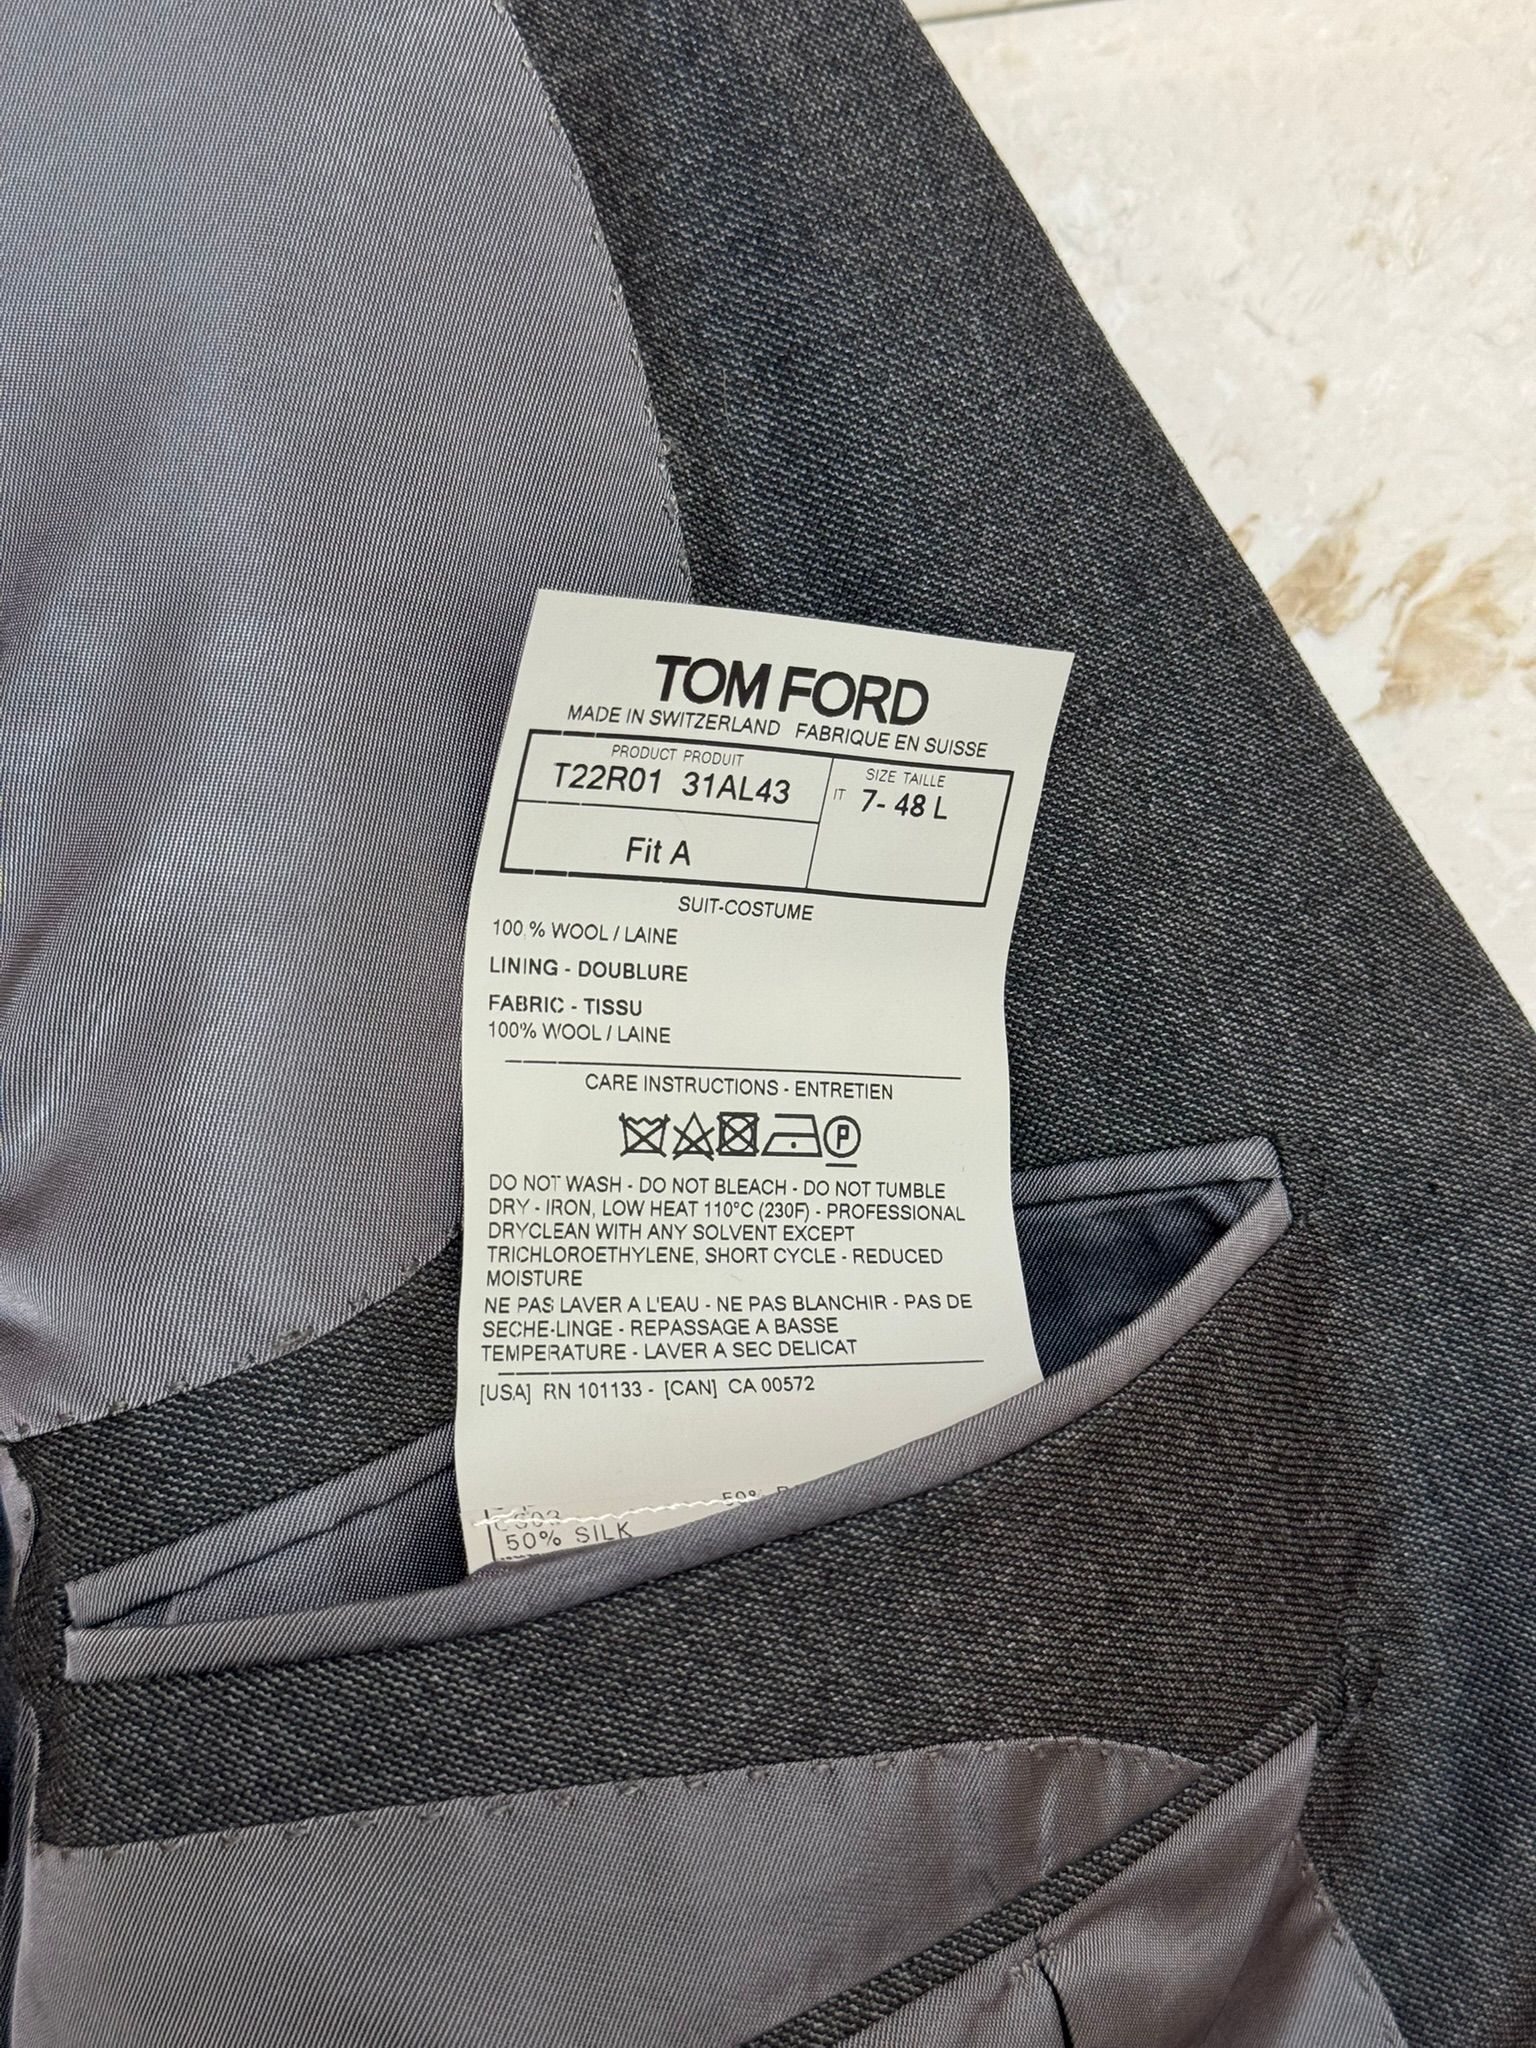 TOM FORD
MADE IN SWITZERLAND FABRIQUE EN SUISSE
PRODUCT PRODUIT
T22R01 31AL43
SIZE TAILLE
IT 7- 48 L
Fit A
SUIT-COSTUME
100 % WOOL / LAINE
LINING - DOUBLURE
FABRIC - TISSU
100% WOOL / LAINE
CARE INSTRUCTIONS - ENTRETIEN
P
DO NOT WASH - DO NOT BLEACH - DO NOT TUMBLE
DRY - IRON, LOW HEAT 110°C (230F) - PROFESSIONAL
DRYCLEAN WITH ANY SOLVENT EXCEPT
TRICHLOROETHYLENE, SHORT CYCLE - REDUCED
MOISTURE
NE PAS LAVER A L'EAU - NE PAS BLANCHIR - PAS DE
SECHE-LINGE - REPASSAGE A BASSE
TEMPERATURE - LAVER A SEC DELICAT
[USA] RN 101133 - [CAN] CA 00572
50%
50% SILK